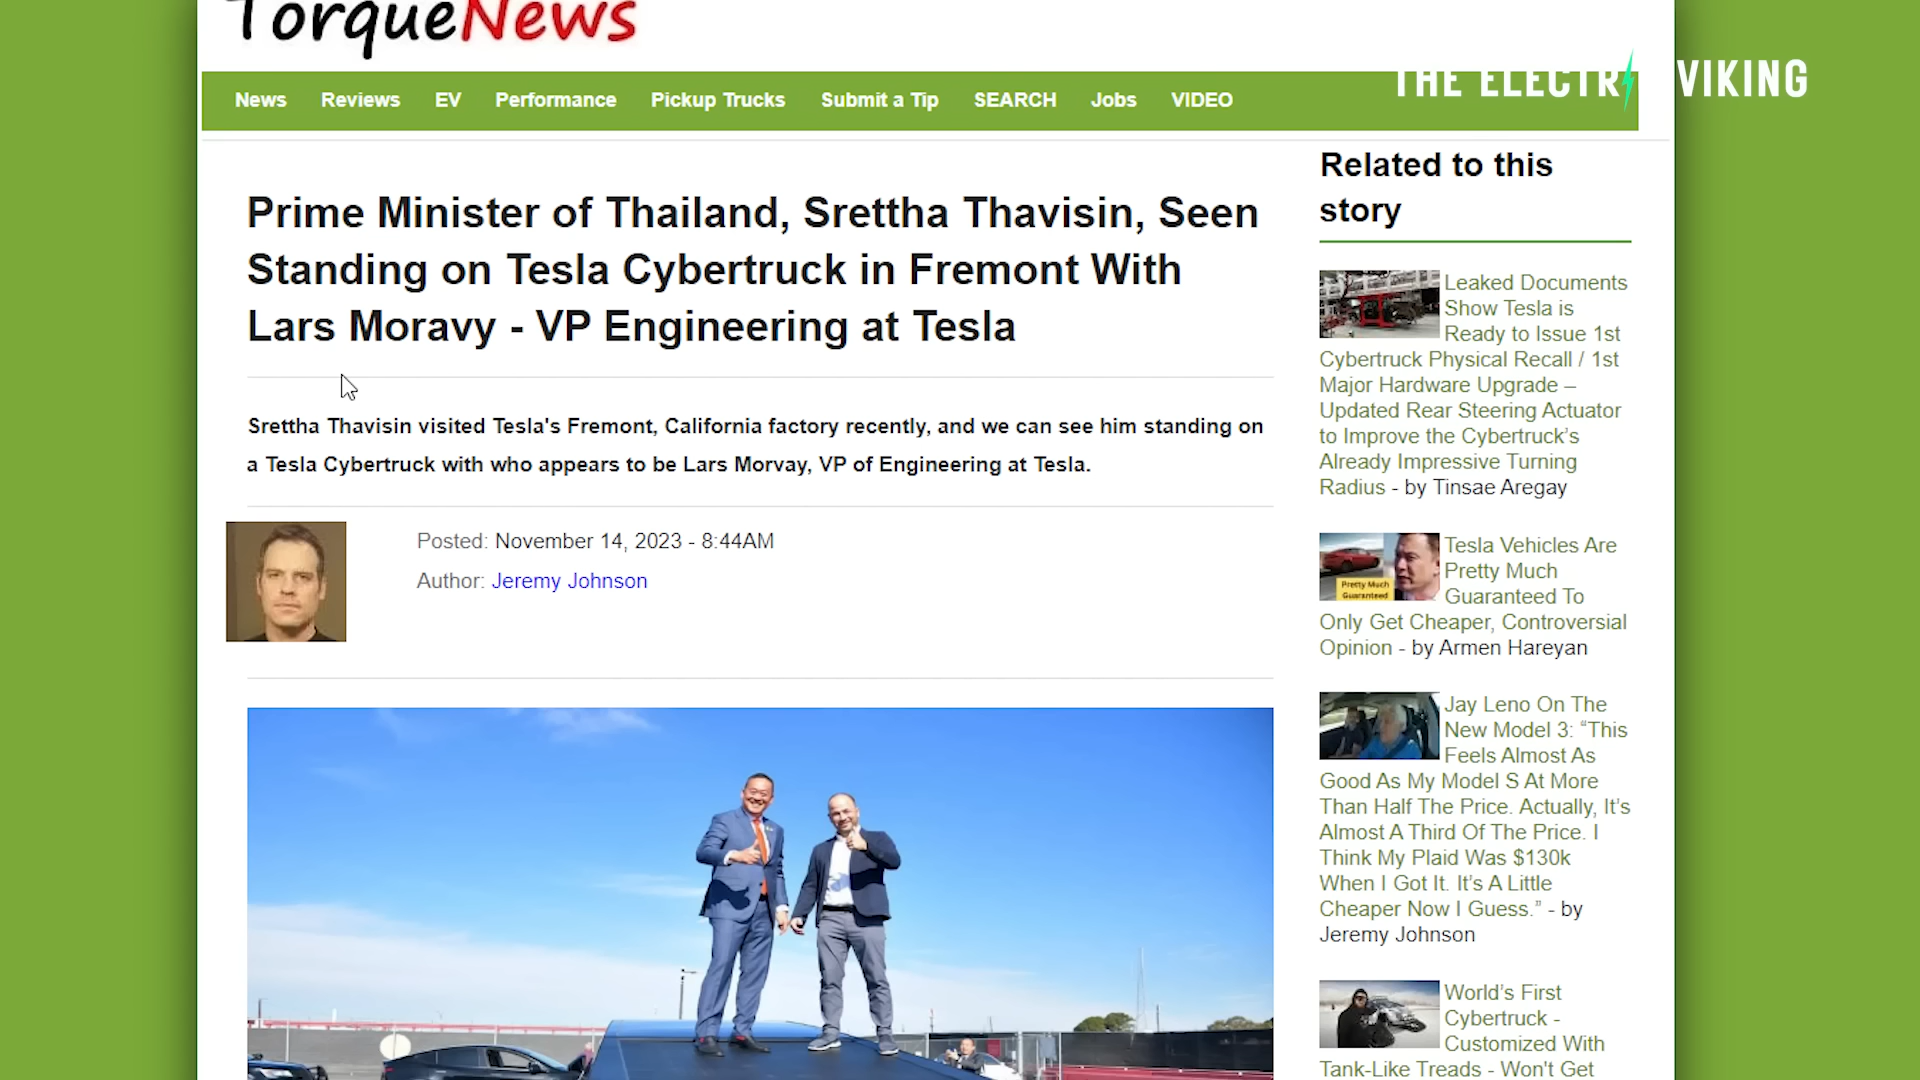 TorqueNews
THE ELECTR VIKING
News Reviews EV Performance Pickup Trucks Submit a Tip SEARCH Jobs VIDEO
Prime Minister of Thailand, Srettha Thavisin, Seen
Standing on Tesla Cybertruck in Fremont With
Lars Moravy - VP Engineering at Tesla
Srettha Thavisin visited Tesla's Fremont, California factory recently, and we can see him standing on
a Tesla Cybertruck with who appears to be Lars Morvay, VP of Engineering at Tesla.
Posted: November 14, 2023 - 8:44AM
Author: Jeremy Johnson
Related to this
story
Leaked Documents
Show Tesla is
Ready to Issue 1st
Cybertruck Physical Recall / 1st
Major Hardware Upgrade –
Updated Rear Steering Actuator
to Improve the Cybertruck’s
Already Impressive Turning
Radius - by Tinsae Aregay
Pretty Much
Guaranteed
Tesla Vehicles Are
Pretty Much
Guaranteed To
Only Get Cheaper, Controversial
Opinion - by Armen Hareyan
Jay Leno On The
New Model 3: “This
Feels Almost As
Good As My Model S At More
Than Half The Price. Actually, It’s
Almost A Third Of The Price. I
Think My Plaid Was $130k
When I Got It. It’s A Little
Cheaper Now I Guess.” - by
Jeremy Johnson
World’s First
Cybertruck -
Customized With
Tank-Like Treads - Won't Get